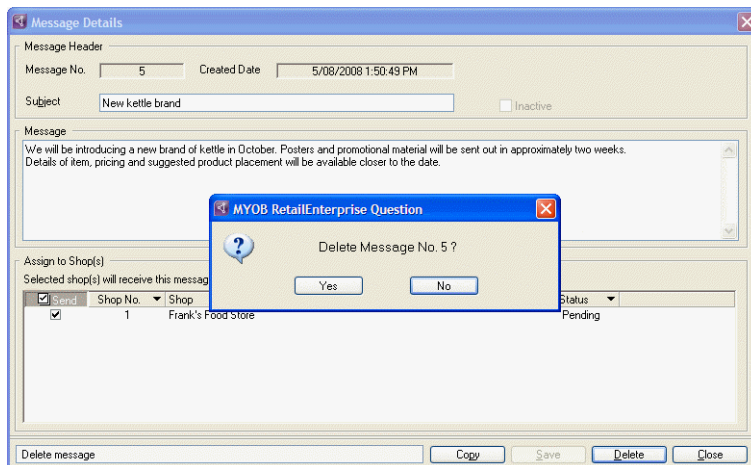 Message Details
Message Header
Message No. 5 Created Date 5/08/2008 1:50:49 PM
Subject New kettle brand Inactive
Message
We will be introducing a new brand of kettle in October. Posters and promotional material will be sent out in approximately two weeks.
Details of item, pricing and suggested product placement will be available closer to the date.
MYOB RetailEnterprise Question
Delete Message No. 5 ?
Yes No
Assign to Shop(s)
Selected shop(s) will receive this messag
Send Shop No. Shop Status
1 Frank's Food Store Pending
Delete message Copy Save Delete Close